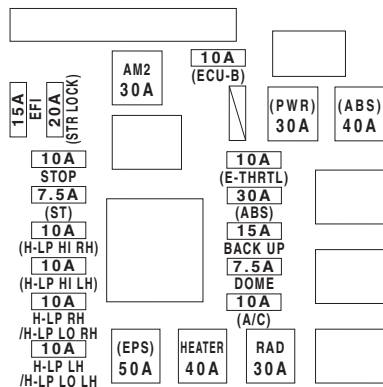 10A
(ECU-B)
AM2
30A
15A
EFI
20A
(STR LOCK)
(PWR)
30A
(ABS)
40A
10A
STOP
7.5A
(ST)
10A
(H-LP HI RH)
10A
(H-LP HI LH)
10A
H-LP RH
/H-LP LO RH
10A
H-LP LH
/H-LP LO LH
10A
(E-THRTL)
30A
(ABS)
15A
BACK UP
7.5A
DOME
10A
(A/C)
(EPS)
50A
HEATER
40A
RAD
30A